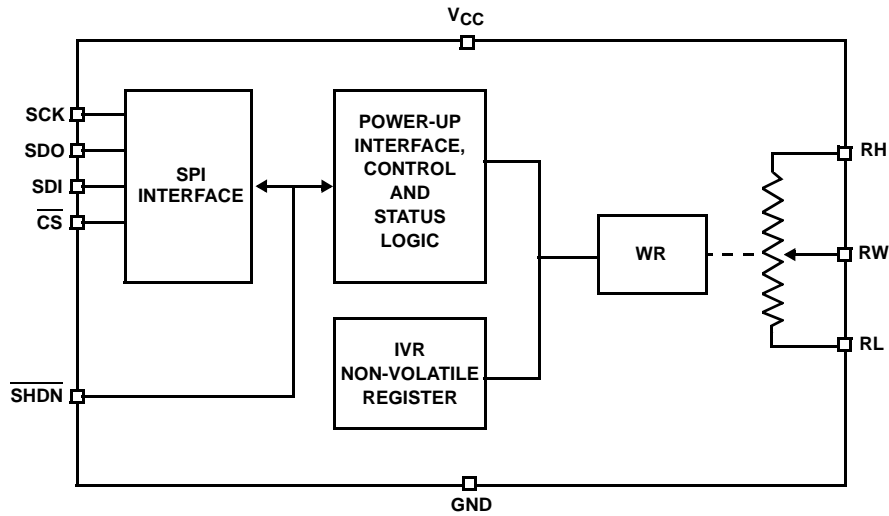 VCC
SCK
SDO
SDI
CS
SHDN
SPI
INTERFACE
POWER-UP
INTERFACE,
CONTROL
AND
STATUS
LOGIC
IVR
NON-VOLATILE
REGISTER
WR
RH
RW
RL
GND